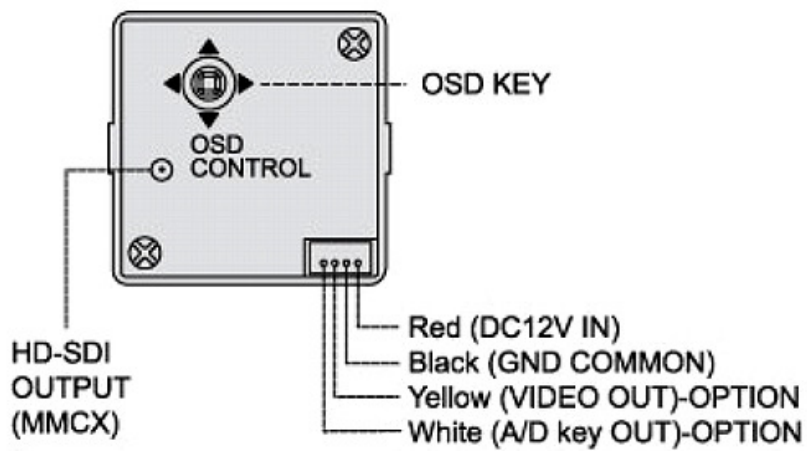 OSD KEY
OSD
CONTROL
HD-SDI
OUTPUT
(MMCX)
Red (DC12V IN)
Black (GND COMMON)
Yellow (VIDEO OUT)-OPTION
White (A/D key OUT)-OPTION